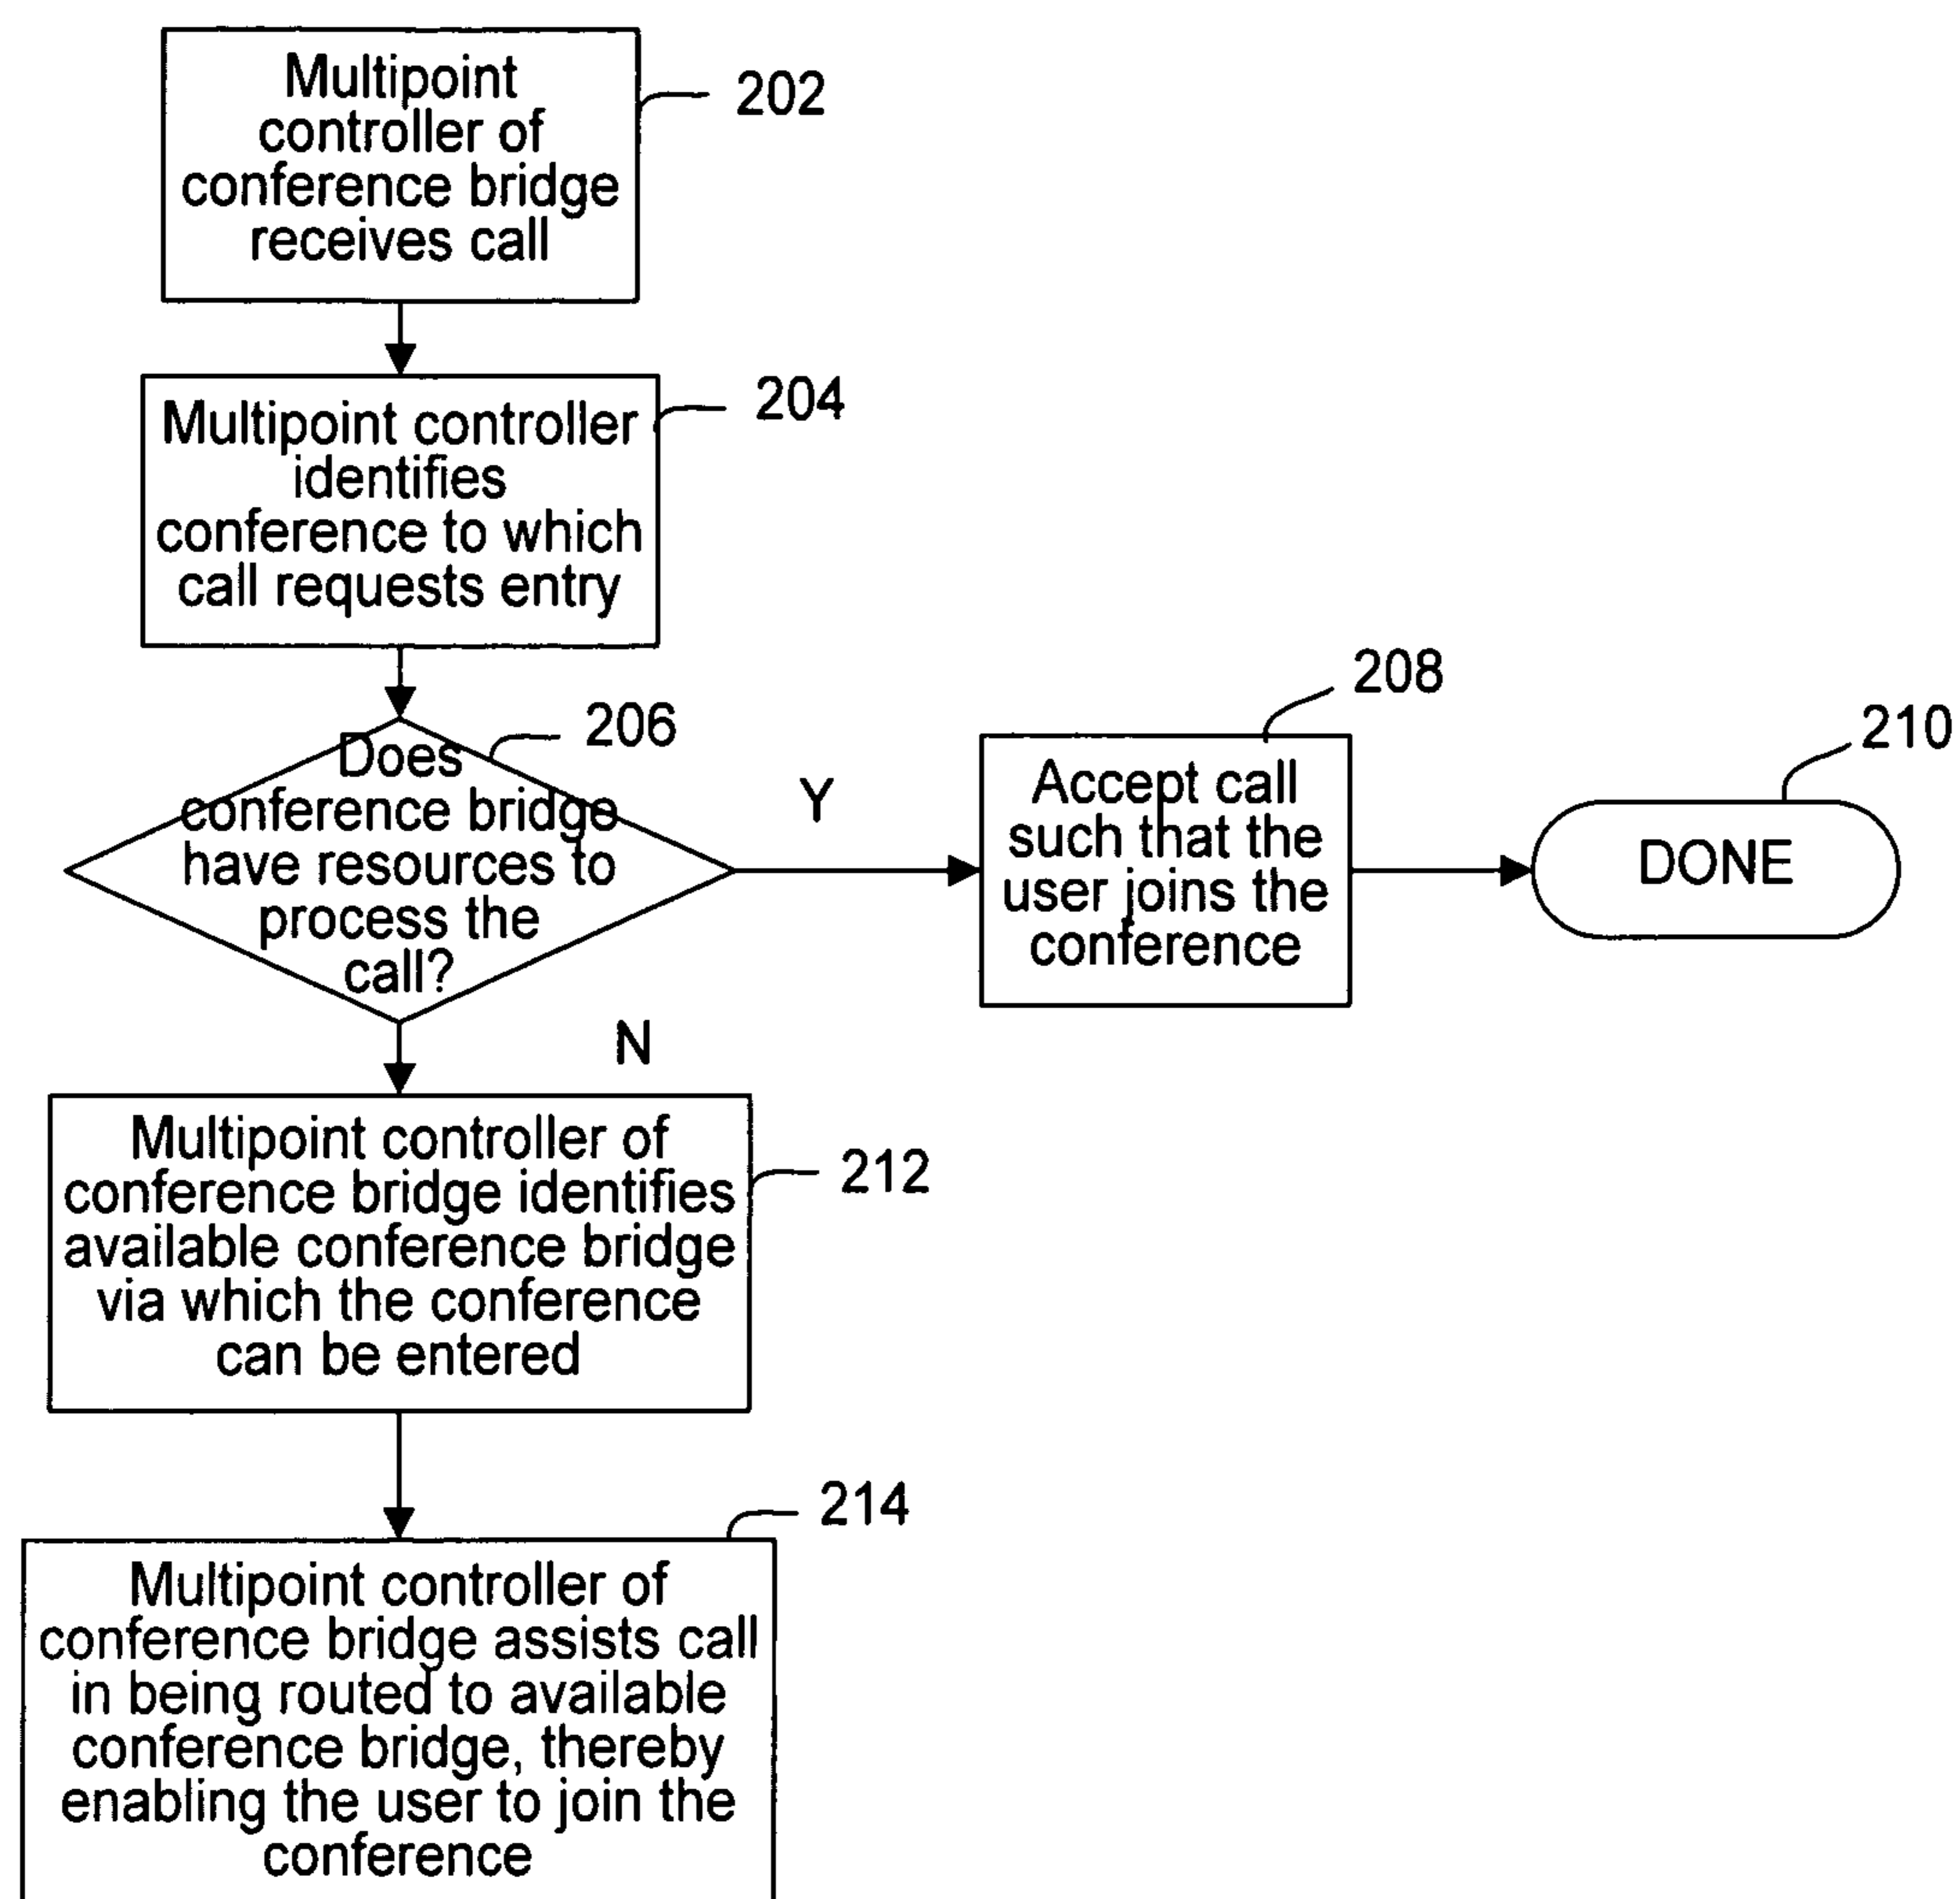 Multipoint
controller of
conference bridge
receives call
202
Multipoint controller
identifies
conference to which
call requests entry
204
Does
conference bridge
have resources to
process the
call?
206
Y
Accept call
such that the
user joins the
conference
208
DONE
210
N
Multipoint controller of
conference bridge identifies
available conference bridge
via which the conference
can be entered
212
Multipoint controller of
conference bridge assists call
in being routed to available
conference bridge, thereby
enabling the user to join the
conference
214